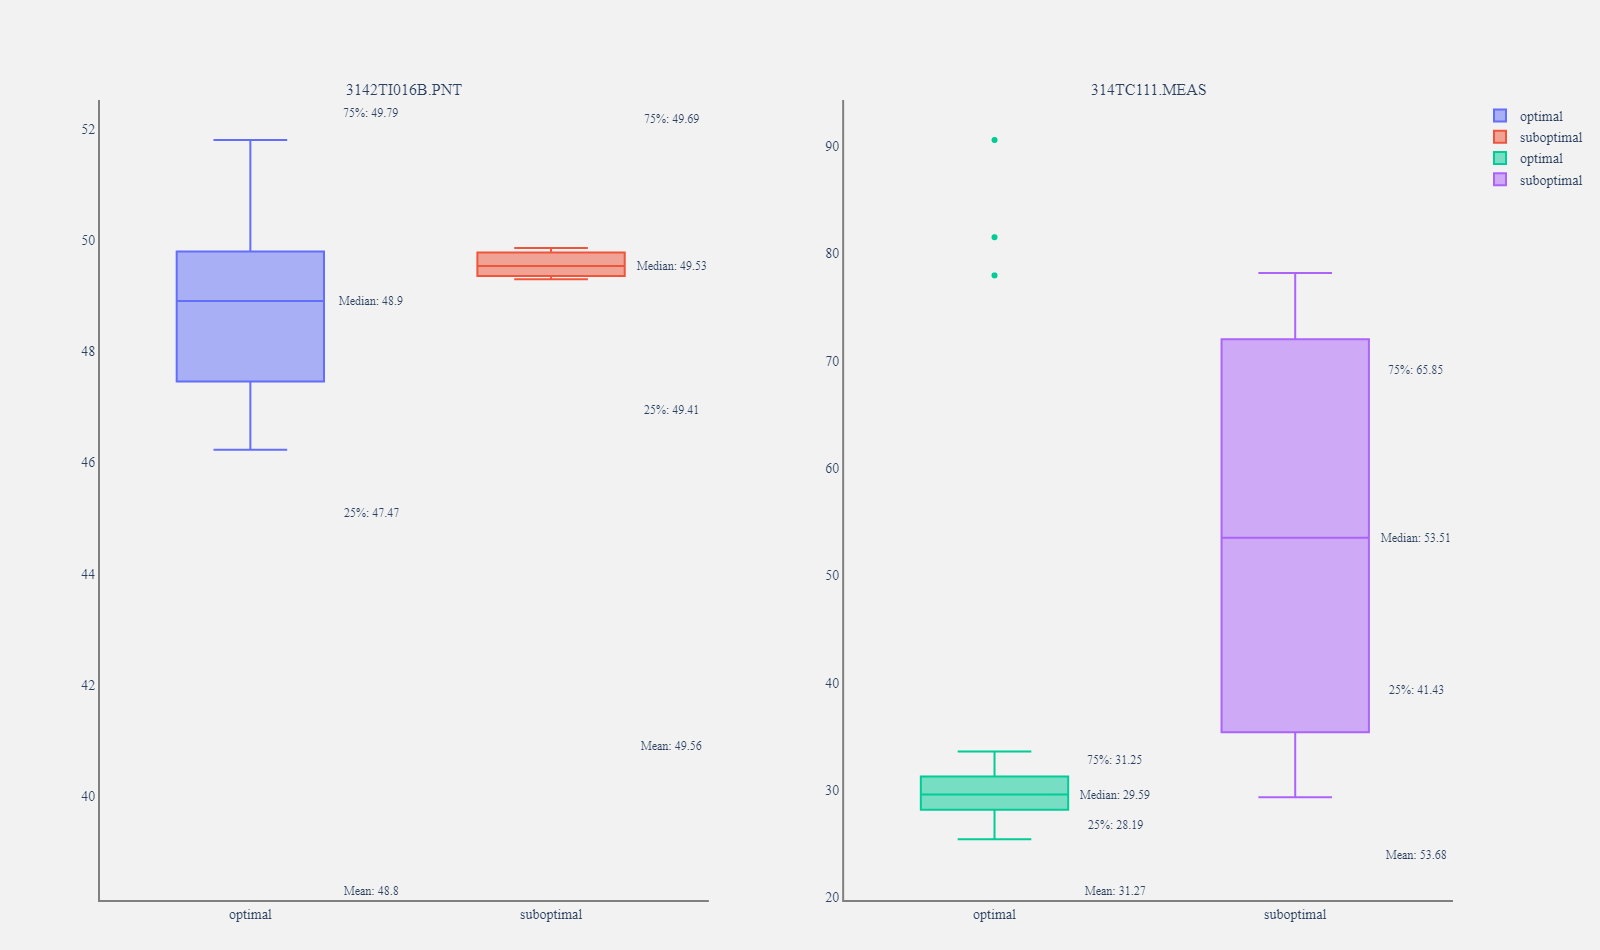 3142TI016B.PNT
75%: 49.79
75%: 49.69
Median: 49.53
Median: 48.9
25%: 49.41
25%: 47.47
Mean: 49.56
Mean: 48.8
52
50
48
46
44
42
40
optimal
suboptimal
314TC111.MEAS
75%: 65.85
Median: 53.51
25%: 41.43
75%: 31.25
Median: 29.59
25%: 28.19
Mean: 53.68
Mean: 31.27
90
80
70
60
50
40
30
20
optimal
suboptimal
optimal
suboptimal
optimal
suboptimal